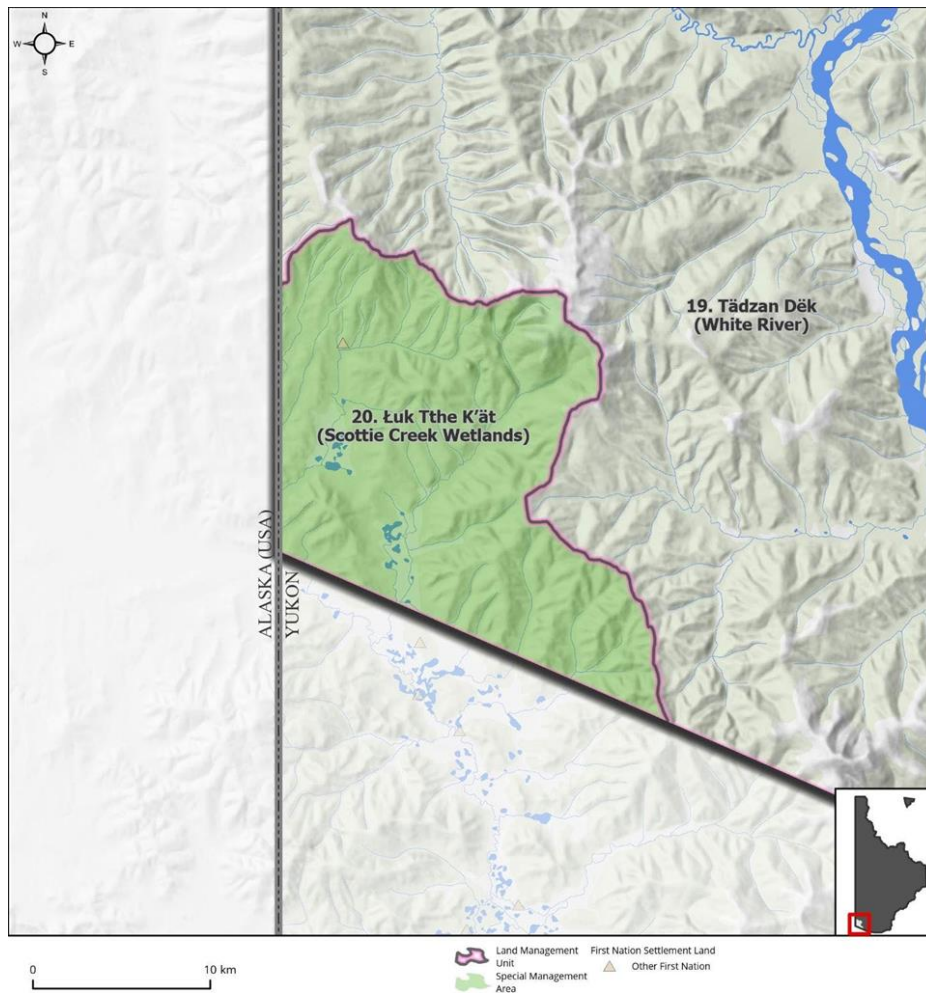 N
W E
S
19. Tädzan Dëk
(White River)
20. Łuk Tthe K'ät
(Scottie Creek Wetlands)
ALASKA (USA)
YUKON
0 10 km
Land Management
Unit
Special Management
Area
First Nation Settlement Land
Other First Nation